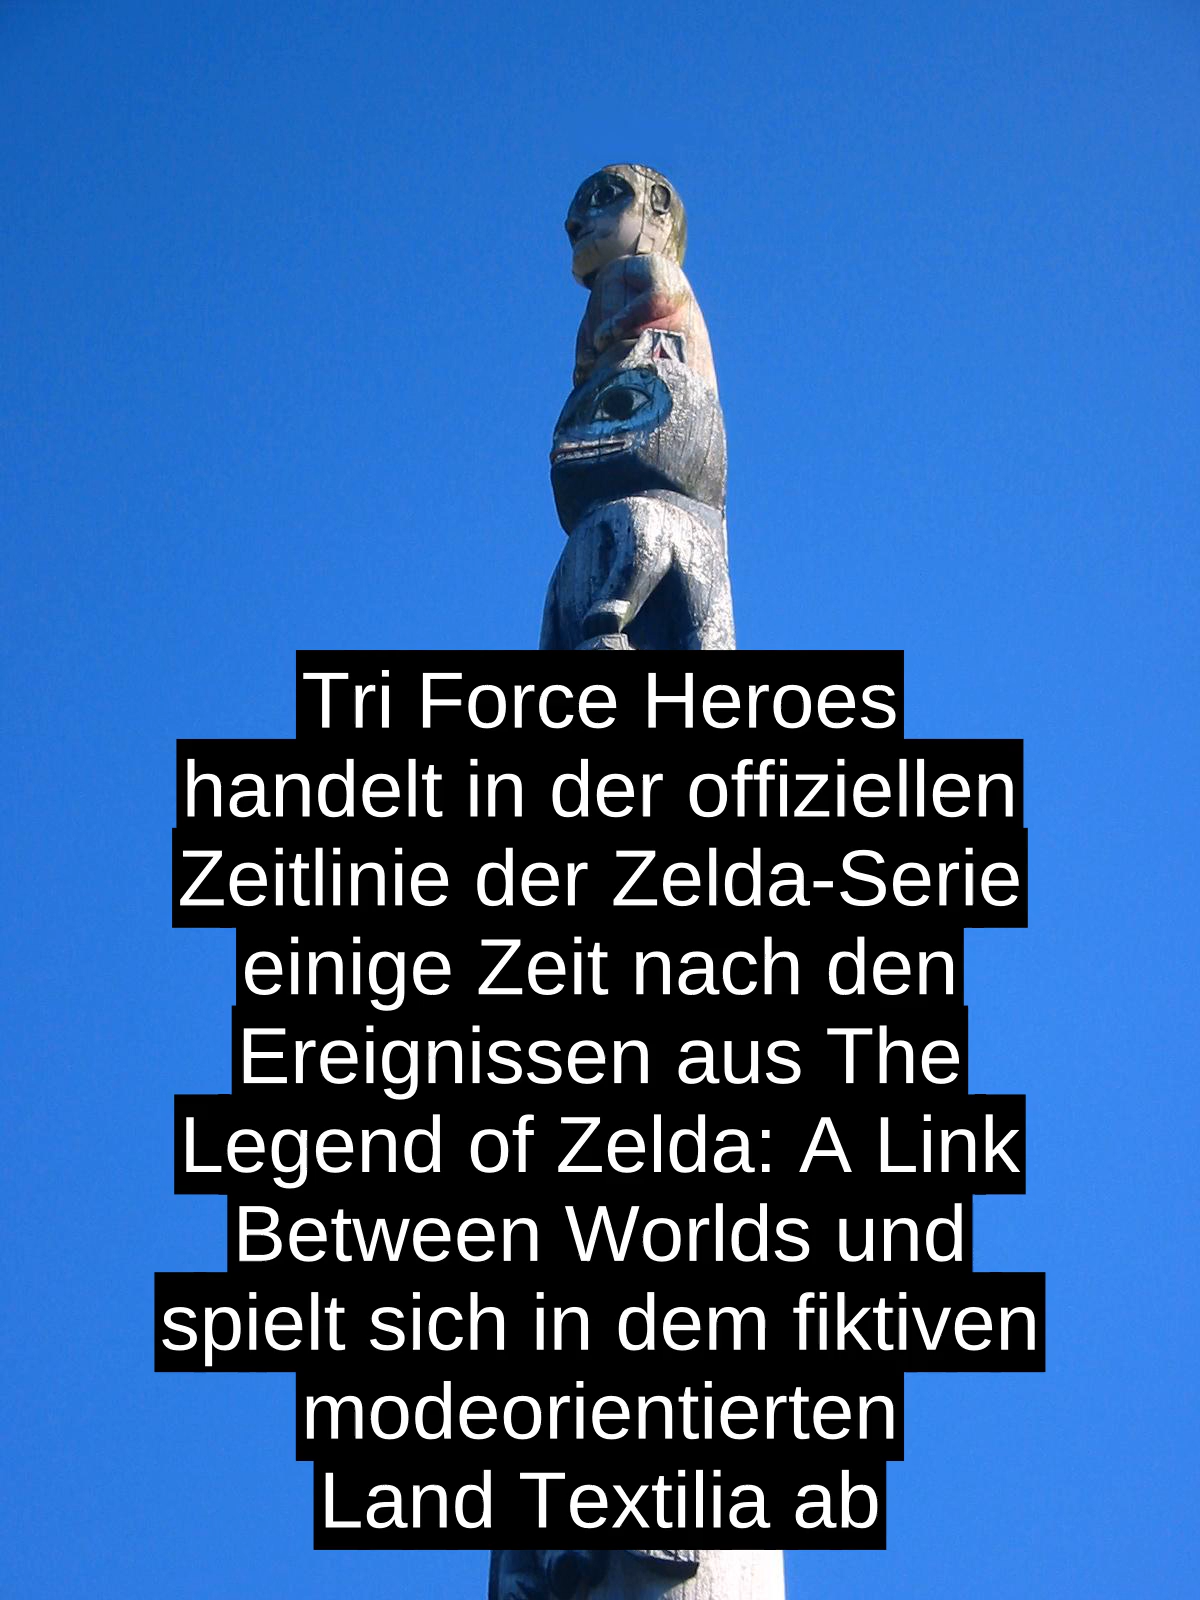 Tri Force Heroes
handelt in der offiziellen
Zeitlinie der Zelda-Serie
einige Zeit nach den
Ereignissen aus The
Legend of Zelda: A Link
Between Worlds und
spielt sich in dem fiktiven
modeorientierten
Land Textilia ab